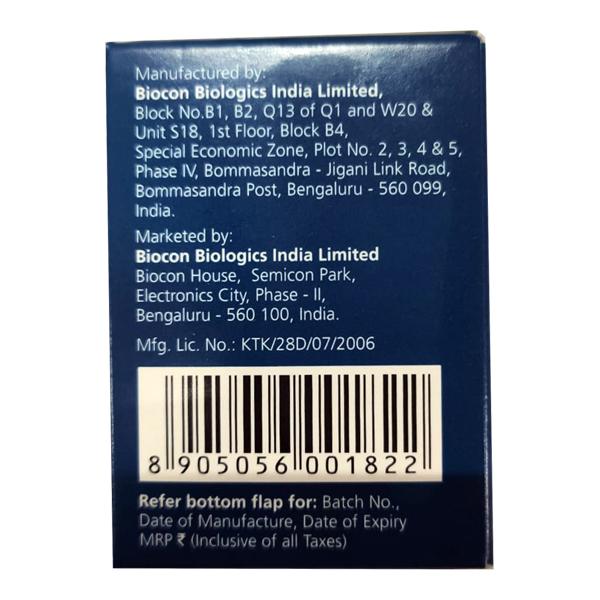 Manufactured by:
Biocon Biologics India Limited,
Block No.B1, B2, Q13 of Q1 and W20 &
Unit S18, 1st Floor, Block B4,
Special Economic Zone, Plot No. 2, 3, 4 & 5,
Phase IV, Bommasandra - Jigani Link Road,
Bommasandra Post, Bengaluru - 560 099,
India.
Marketed by:
Biocon Biologics India Limited
Biocon House, Semicon Park,
Electronics City, Phase - II,
Bengaluru - 560 100, India.
Mfg. Lic. No.: KTK/28D/07/2006
8 905056 001822
Refer bottom flap for: Batch No.,
Date of Manufacture, Date of Expiry
MRP ₹ (Inclusive of all Taxes)